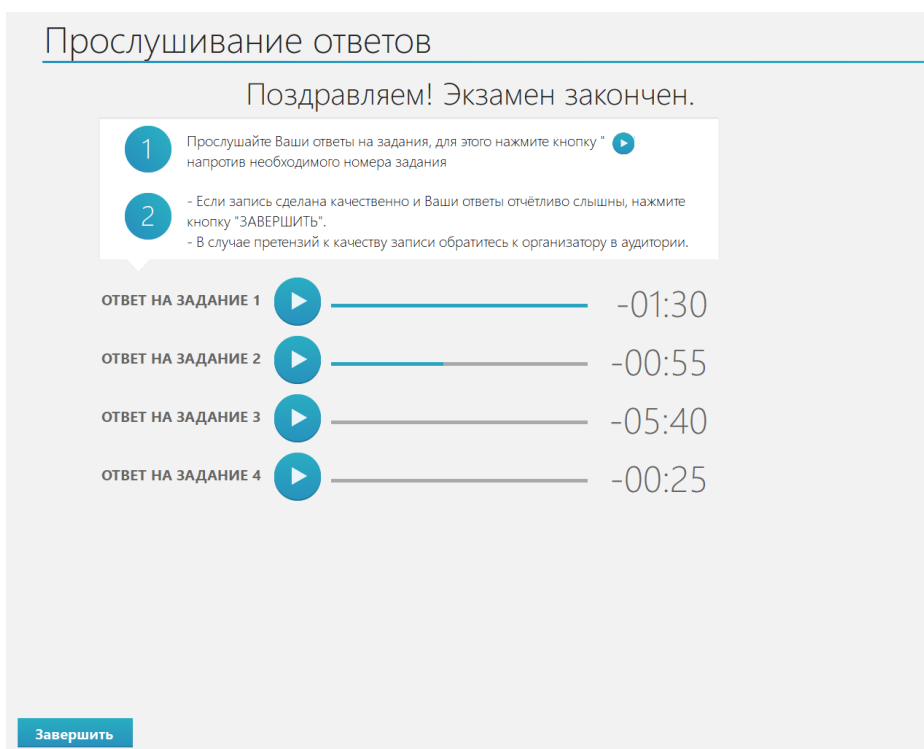 Прослушивание ответов
Поздравляем! Экзамен закончен.
1
Прослушайте Ваши ответы на задания, для этого нажмите кнопку "
напротив необходимого номера задания
2
- Если запись сделана качественно и Ваши ответы отчётливо слышны, нажмите
кнопку "ЗАВЕРШИТЬ".
- В случае претензий к качеству записи обратитесь к организатору в аудитории.
ОТВЕТ НА ЗАДАНИЕ 1 -01:30
ОТВЕТ НА ЗАДАНИЕ 2 -00:55
ОТВЕТ НА ЗАДАНИЕ 3 -05:40
ОТВЕТ НА ЗАДАНИЕ 4 -00:25
Завершить